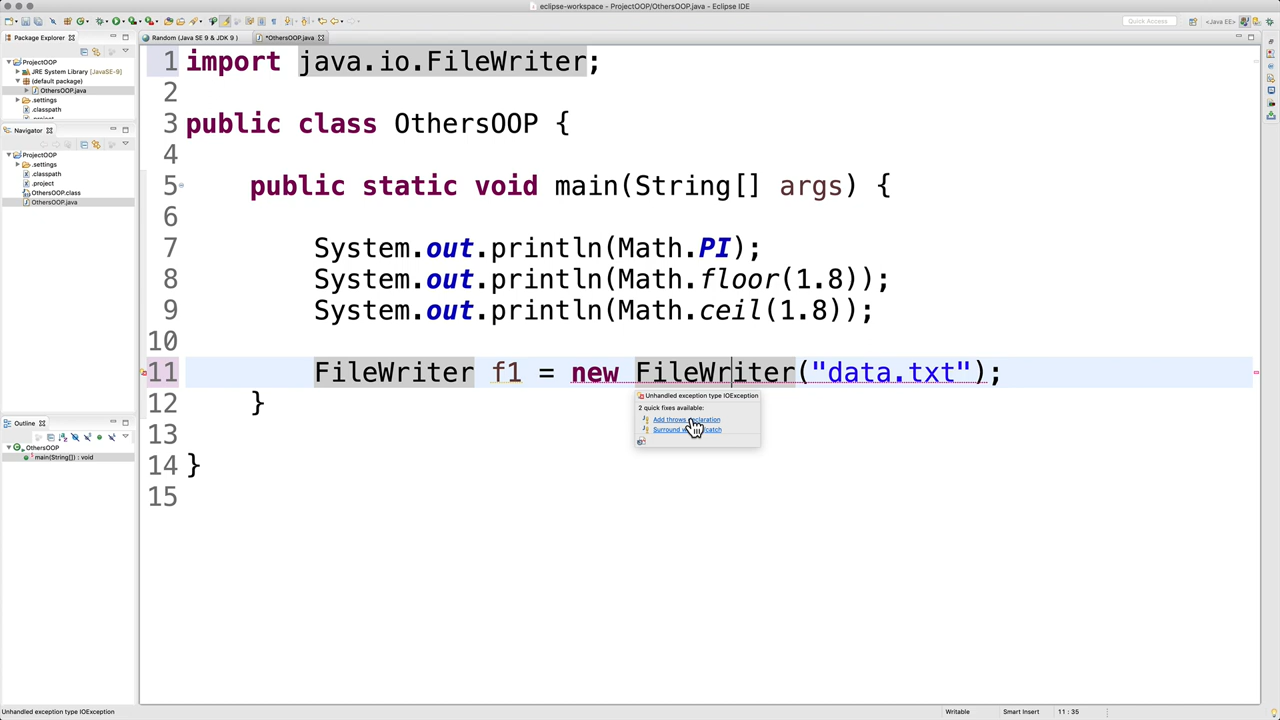 eclipse-workspace - ProjectOOP/OthersOOP.java - Eclipse IDE
Quick Access
<Java EE>
Package Explorer
Random (Java SE 9 & JDK 9 )
*OthersOOP.java
ProjectOOP
JRE System Library [JavaSE-9]
(default package)
OthersOOP.java
.settings
.classpath
.project
Navigator
ProjectOOP
.settings
.classpath
.project
OthersOOP.class
OthersOOP.java
Outline
OthersOOP
main(String[]) : void
1 import java.io.FileWriter;
2
3 public class OthersOOP {
4
5 public static void main(String[] args) {
6
7 System.out.println(Math.PI);
8 System.out.println(Math.floor(1.8));
9 System.out.println(Math.ceil(1.8));
10
11 FileWriter f1 = new FileWriter("data.txt");
12 }
13
14 }
15
Unhandled exception type IOException
2 quick fixes available:
Add throws declaration
Surround
Unhandled exception type IOException
Writable
Smart Insert
11 : 35